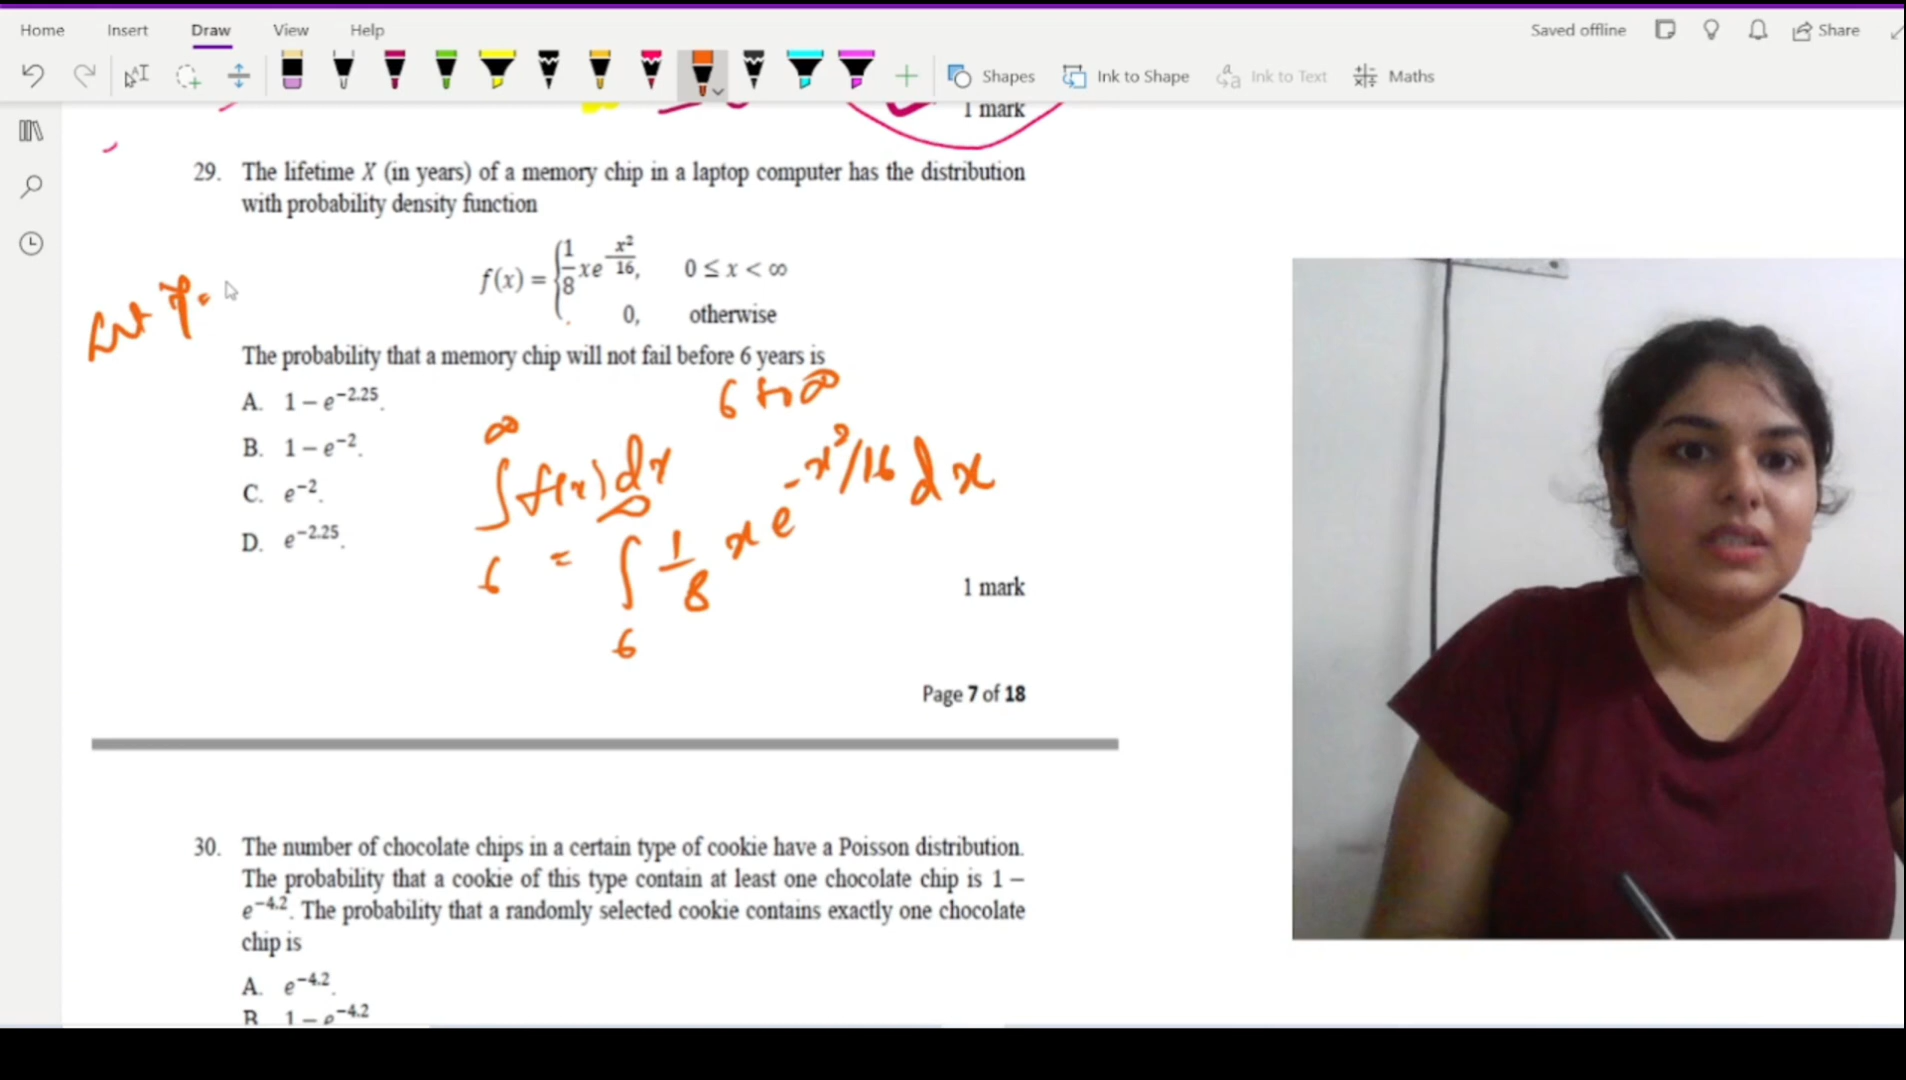 Home Insert Draw View Help Saved offline Share
Shapes Ink to Shape Ink to Text Maths
1 mark
29. The lifetime X (in years) of a memory chip in a laptop computer has the distribution
with probability density function
f(x) = { 1/8 xe^{-x²/16}, 0 ≤ x < ∞
0, otherwise
Let y =
The probability that a memory chip will not fail before 6 years is
6 to ∞
A. 1 − e^{−2.25}.
B. 1 − e^{−2}.
C. e^{−2}.
D. e^{−2.25}.
∫_6^∞ f(x) dx
= ∫_6^∞ 1/8 x e^{-x²/16} dx
1 mark
Page 7 of 18
30. The number of chocolate chips in a certain type of cookie have a Poisson distribution.
The probability that a cookie of this type contain at least one chocolate chip is 1 −
e^{−4.2}. The probability that a randomly selected cookie contains exactly one chocolate
chip is
A. e^{−4.2}.
B 1 − e^{−4.2}